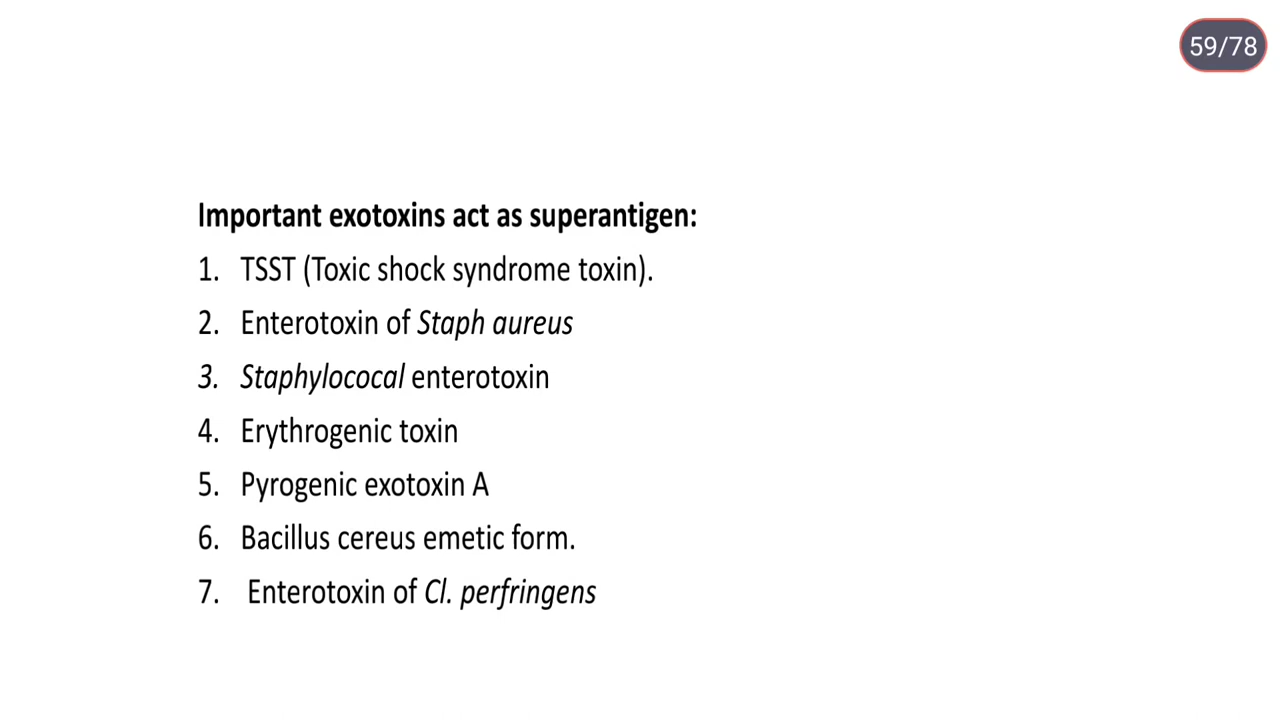 59/78
Important exotoxins act as superantigen:
1. TSST (Toxic shock syndrome toxin).
2. Enterotoxin of Staph aureus
3. Staphylococal enterotoxin
4. Erythrogenic toxin
5. Pyrogenic exotoxin A
6. Bacillus cereus emetic form.
7. Enterotoxin of Cl. perfringens